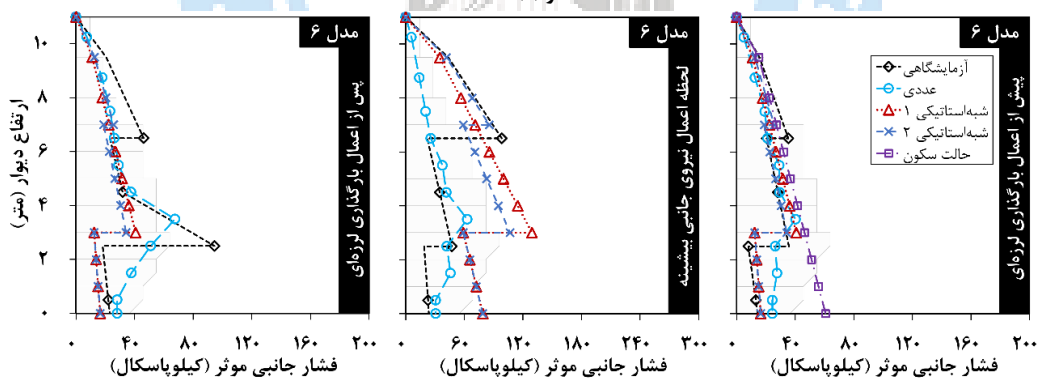 مدل ۶
پیش از اعمال بارگذاری لرزه‌ای
آزمایشگاهی
عددی
شبه‌استاتیکی ۱
شبه‌استاتیکی ۲
حالت سکون
۰ ۴۰ ۸۰ ۱۲۰ ۱۶۰ ۲۰۰
فشار جانبی موثر (کیلوپاسکال)
مدل ۶
لحظه اعمال نیروی جانبی بیشینه
۰ ۶۰ ۱۲۰ ۱۸۰ ۲۴۰ ۳۰۰
فشار جانبی موثر (کیلوپاسکال)
مدل ۶
پس از اعمال بارگذاری لرزه‌ای
ارتفاع دیوار (متر)
۱۰
۸
۶
۴
۲
۰
۰ ۴۰ ۸۰ ۱۲۰ ۱۶۰ ۲۰۰
فشار جانبی موثر (کیلوپاسکال)